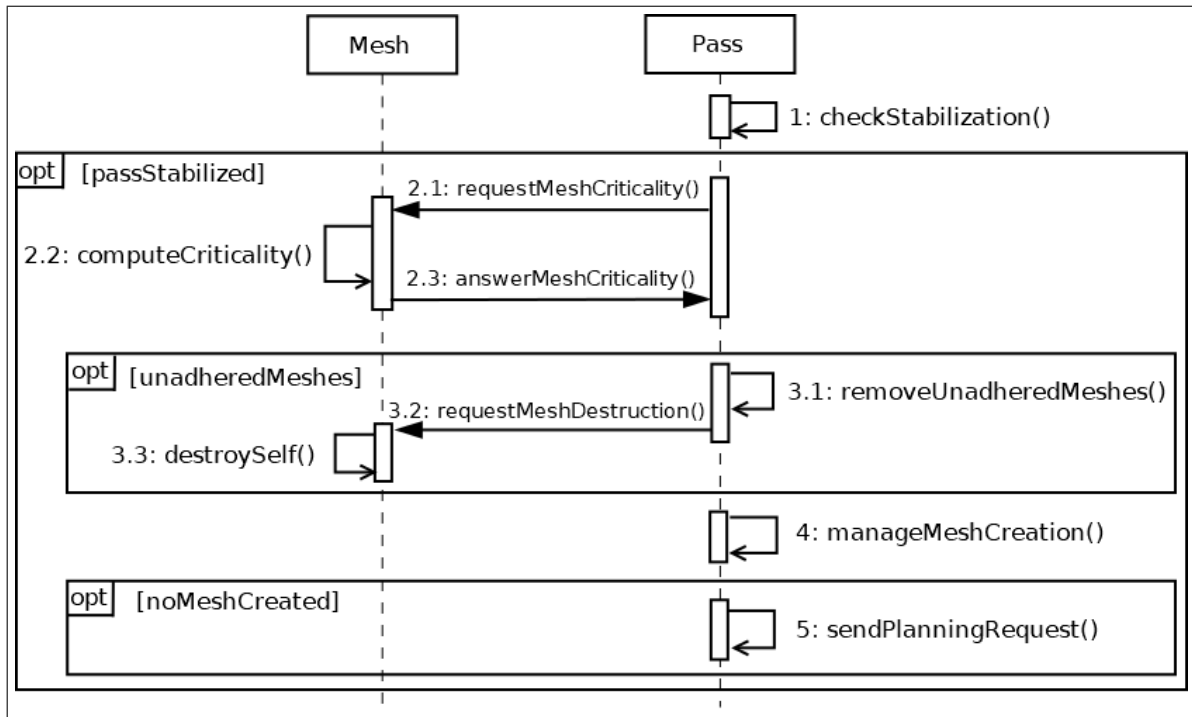 Mesh
Pass
1: checkStabilization()
opt [passStabilized]
2.1: requestMeshCriticality()
2.2: computeCriticality()
2.3: answerMeshCriticality()
opt [unadheredMeshes]
3.1: removeUnadheredMeshes()
3.2: requestMeshDestruction()
3.3: destroySelf()
4: manageMeshCreation()
opt [noMeshCreated]
5: sendPlanningRequest()